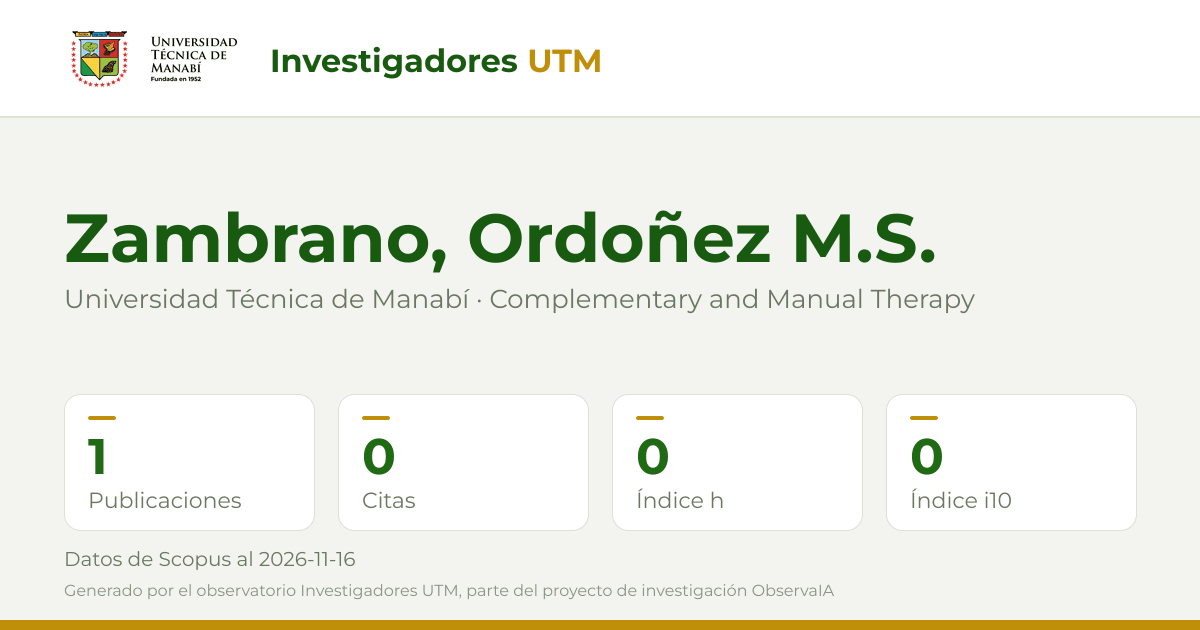 UNIVERSIDAD
TÉCNICA DE
MANABÍ
Fundada en 1952
Investigadores UTM
Zambrano, Ordoñez M.S.
Universidad Técnica de Manabí · Complementary and Manual Therapy
1
Publicaciones
0
Citas
0
Índice h
0
Índice i10
Datos de Scopus al 2026-11-16
Generado por el observatorio Investigadores UTM, parte del proyecto de investigación ObservaIA